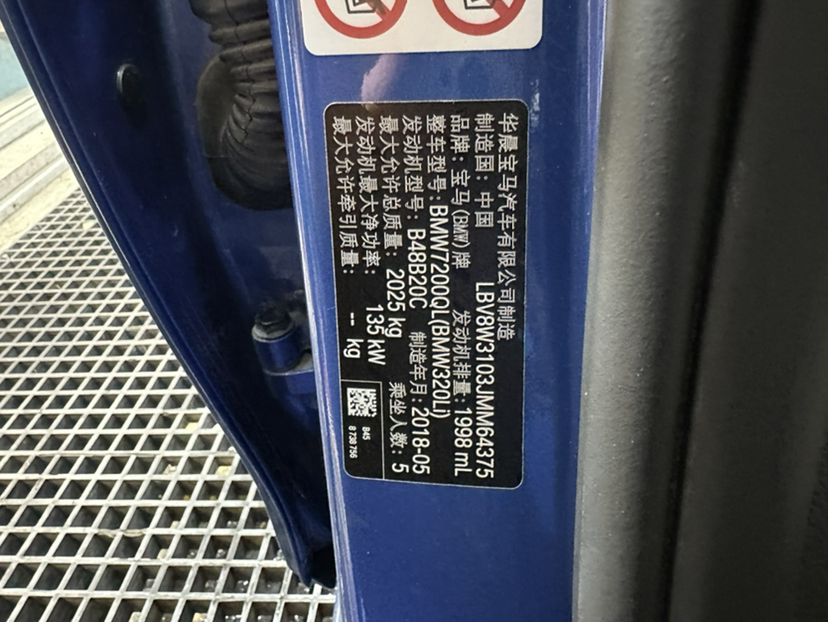 华晨宝马汽车有限公司制造
制造国：中国 LBV8W3103JMM64375
品牌：宝马(BMW)牌 发动机排量：1998 mL
整车型号：BMW7200QL(BMW320Li)
发动机型号：B48B20C 制造年月：2018-05
最大允许总质量：2025 kg 乘坐人数：5
发动机最大净功率：135 kW
最大允许牵引质量：-- kg
B45
8 738 756